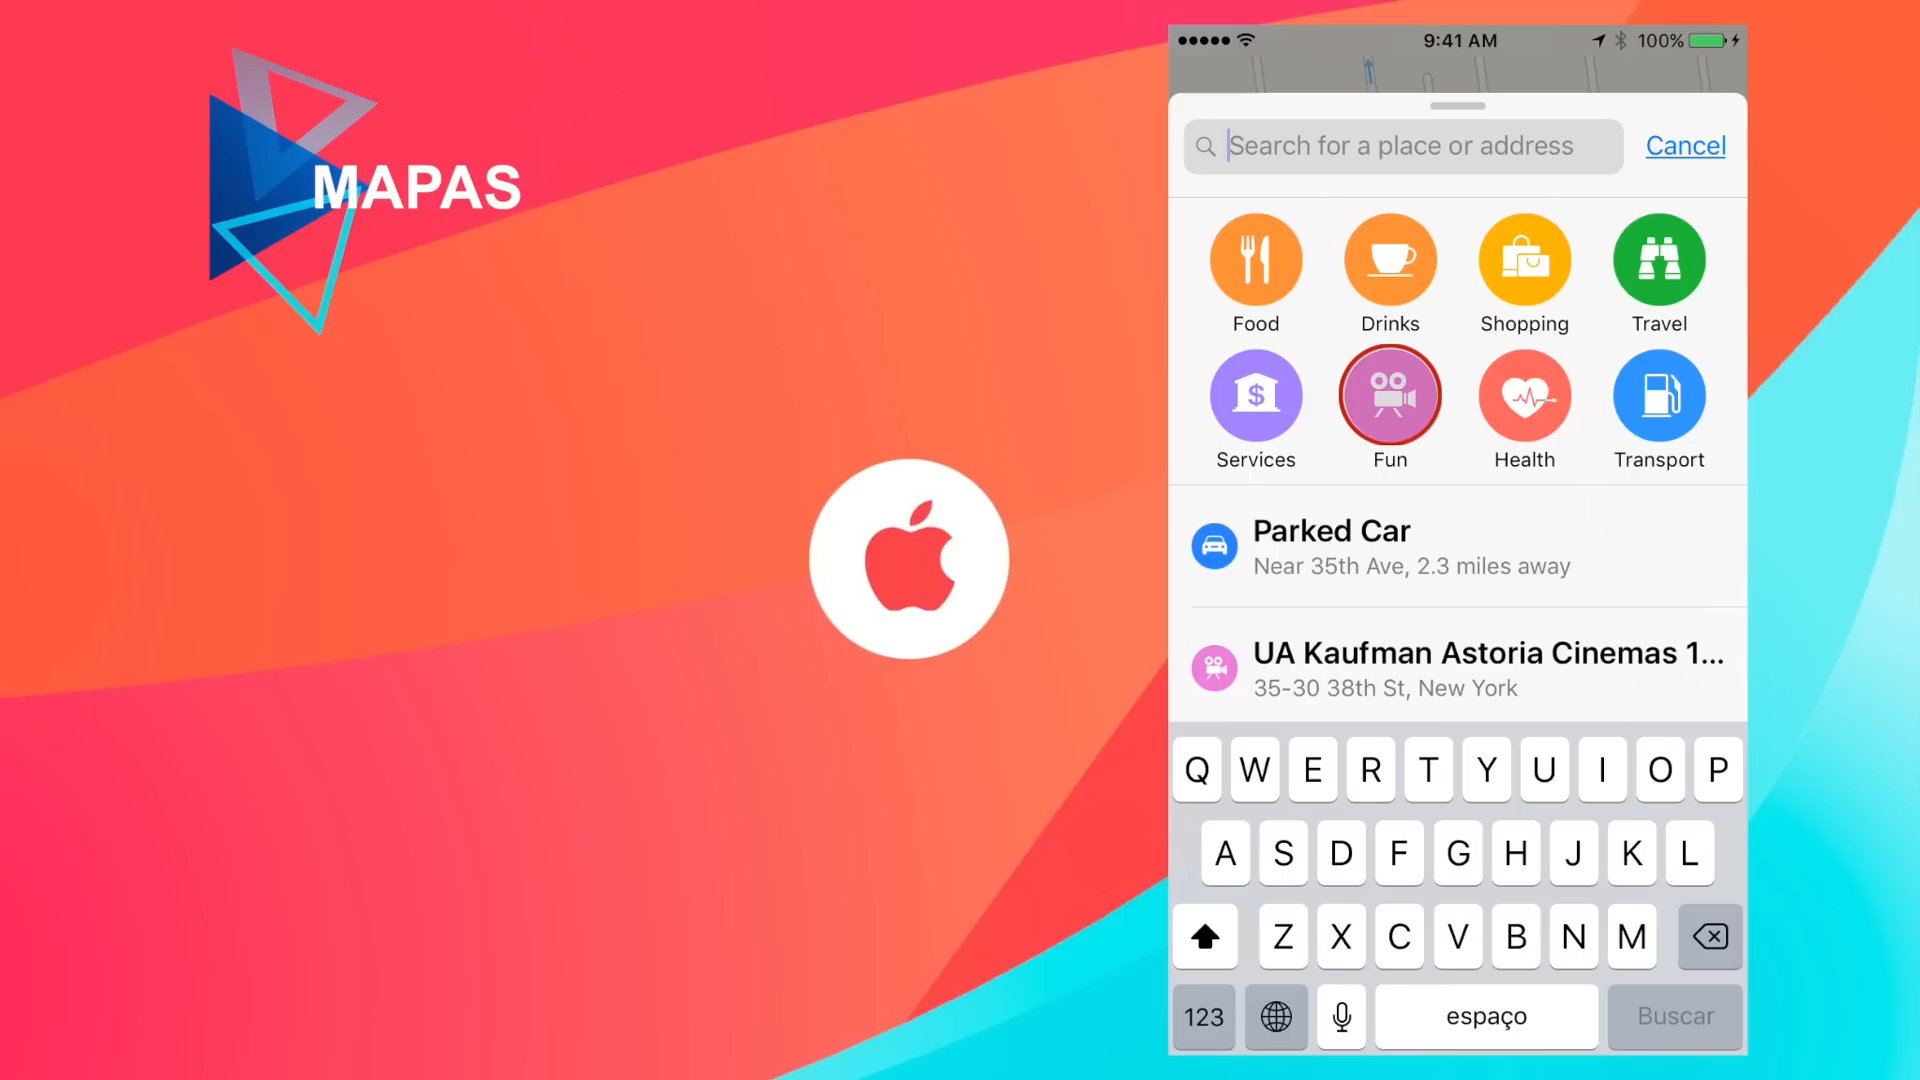 MAPAS
9:41 AM
100%
Search for a place or address
Cancel
Food
Drinks
Shopping
Travel
$
Services
Fun
Health
Transport
Parked Car
Near 35th Ave, 2.3 miles away
UA Kaufman Astoria Cinemas 1...
35-30 38th St, New York
Q W E R T Y U I O P
A S D F G H J K L
Z X C V B N M
123 espaço Buscar